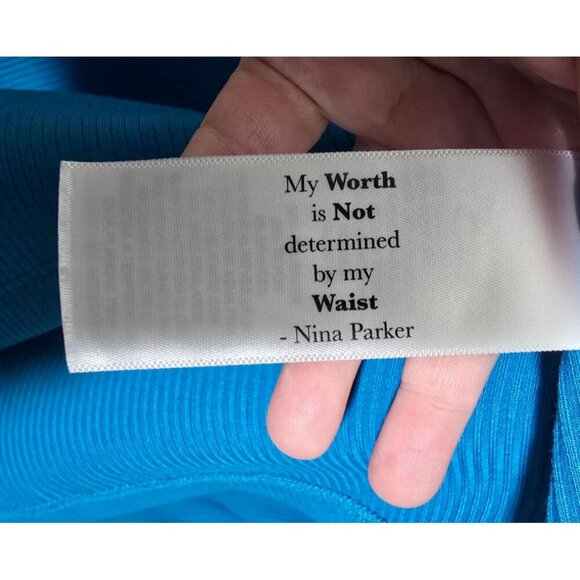 My Worth
is Not
determined
by my
Waist
- Nina Parker